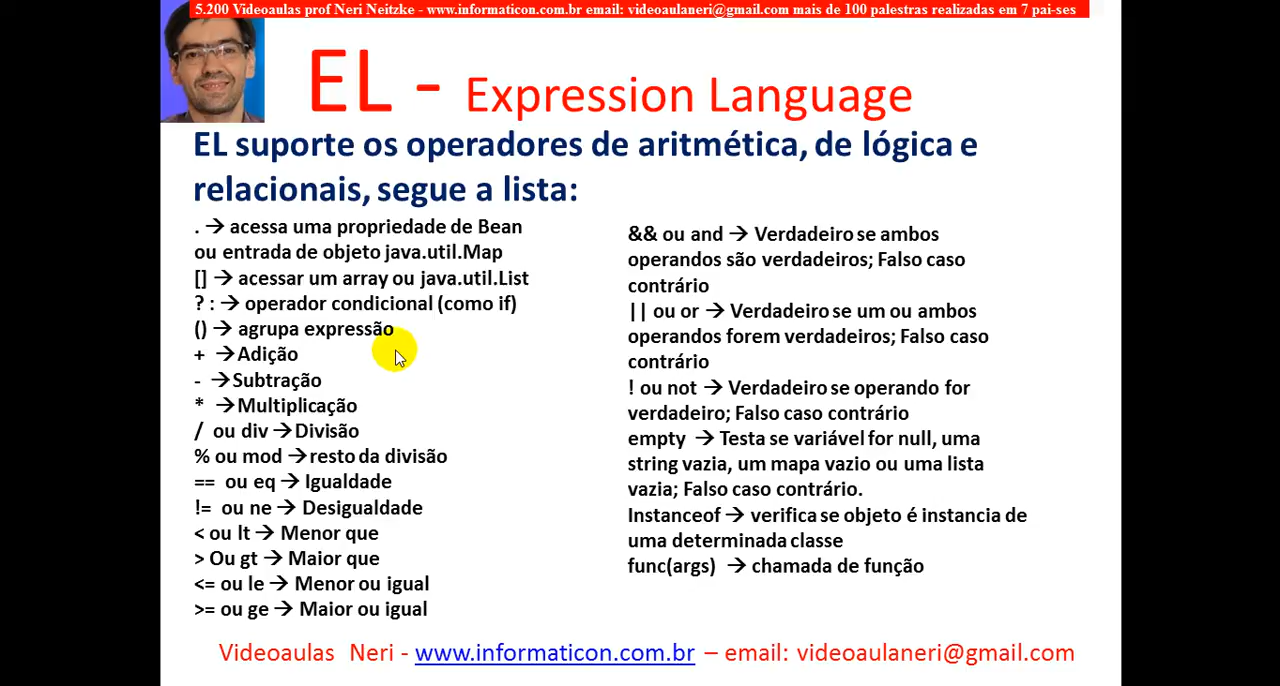 5.200 Videoaulas prof Neri Neitzke - www.informaticon.com.br email: videoaulaneri@gmail.com mais de 100 palestras realizadas em 7 pai-ses
EL - Expression Language
EL suporte os operadores de aritmética, de lógica e
relacionais, segue a lista:
. → acessa uma propriedade de Bean
ou entrada de objeto java.util.Map
[] → acessar um array ou java.util.List
? : → operador condicional (como if)
() → agrupa expressão
+ →Adição
- →Subtração
* →Multiplicação
/ ou div →Divisão
% ou mod →resto da divisão
== ou eq → Igualdade
!= ou ne → Desigualdade
< ou lt → Menor que
> Ou gt → Maior que
<= ou le → Menor ou igual
>= ou ge → Maior ou igual
&& ou and → Verdadeiro se ambos
operandos são verdadeiros; Falso caso
contrário
|| ou or → Verdadeiro se um ou ambos
operandos forem verdadeiros; Falso caso
contrário
! ou not → Verdadeiro se operando for
verdadeiro; Falso caso contrário
empty → Testa se variável for null, uma
string vazia, um mapa vazio ou uma lista
vazia; Falso caso contrário.
Instanceof → verifica se objeto é instancia de
uma determinada classe
func(args) → chamada de função
Videoaulas Neri - www.informaticon.com.br – email: videoaulaneri@gmail.com